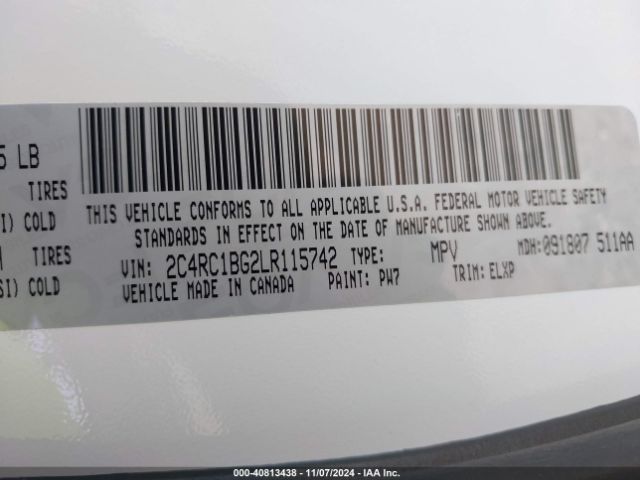 5 LB
TIRES
SI) COLD
TIRES
SI) COLD
THIS VEHICLE CONFORMS TO ALL APPLICABLE U.S.A. FEDERAL MOTOR VEHICLE SAFETY
STANDARDS IN EFFECT ON THE DATE OF MANUFACTURE SHOWN ABOVE.
VIN: 2C4RC1BG2LR115742 TYPE: MPV MDH:091807 511AA
VEHICLE MADE IN CANADA PAINT: PW7 TRIM: ELXP
000-40813438 - 11/07/2024 - IAA Inc.